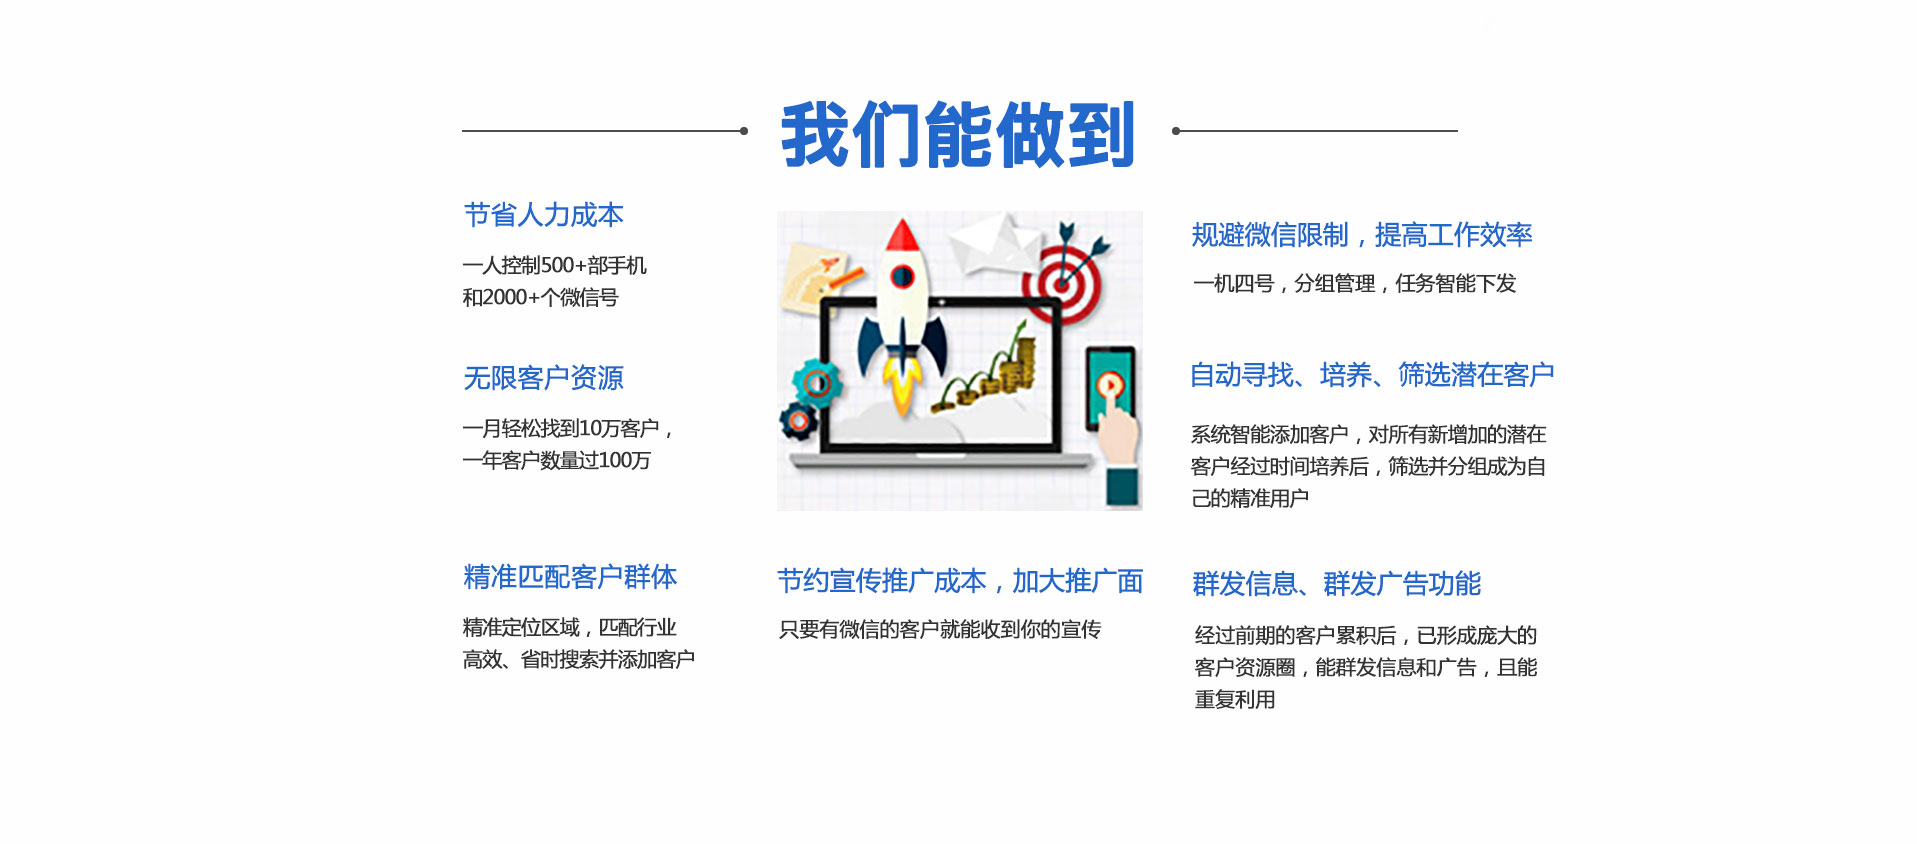 我们能做到
节省人力成本
一人控制500+部手机
和2000+个微信号
无限客户资源
一月轻松找到10万客户，
一年客户数量过100万
精准匹配客户群体
精准定位区域，匹配行业
高效、省时搜索并添加客户
节约宣传推广成本，加大推广面
只要有微信的客户就能收到你的宣传
规避微信限制，提高工作效率
一机四号，分组管理，任务智能下发
自动寻找、培养、筛选潜在客户
系统智能添加客户，对所有新增加的潜在
客户经过时间培养后，筛选并分组成为自
己的精准用户
群发信息、群发广告功能
经过前期的客户累积后，已形成庞大的
客户资源圈，能群发信息和广告，且能
重复利用